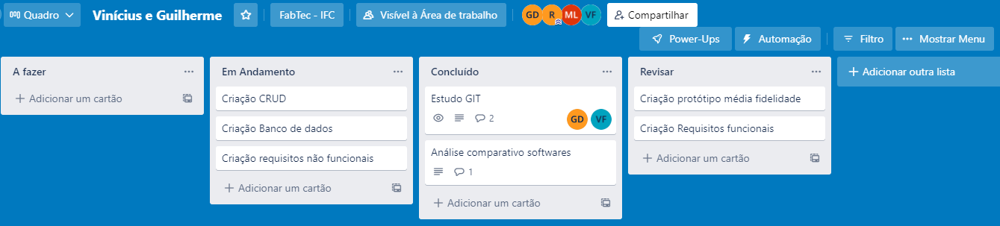 Quadro
Vinícius e Guilherme
FabTec - IFC
Visível à Área de trabalho
GD R ML VF
Compartilhar
Power-Ups
Automação
Filtro
Mostrar Menu
A fazer
Adicionar um cartão
Em Andamento
Criação CRUD
Criação Banco de dados
Criação requisitos não funcionais
Adicionar um cartão
Concluído
Estudo GIT
2
GD VF
Análise comparativo softwares
1
Adicionar um cartão
Revisar
Criação protótipo média fidelidade
Criação Requisitos funcionais
Adicionar um cartão
Adicionar outra lista